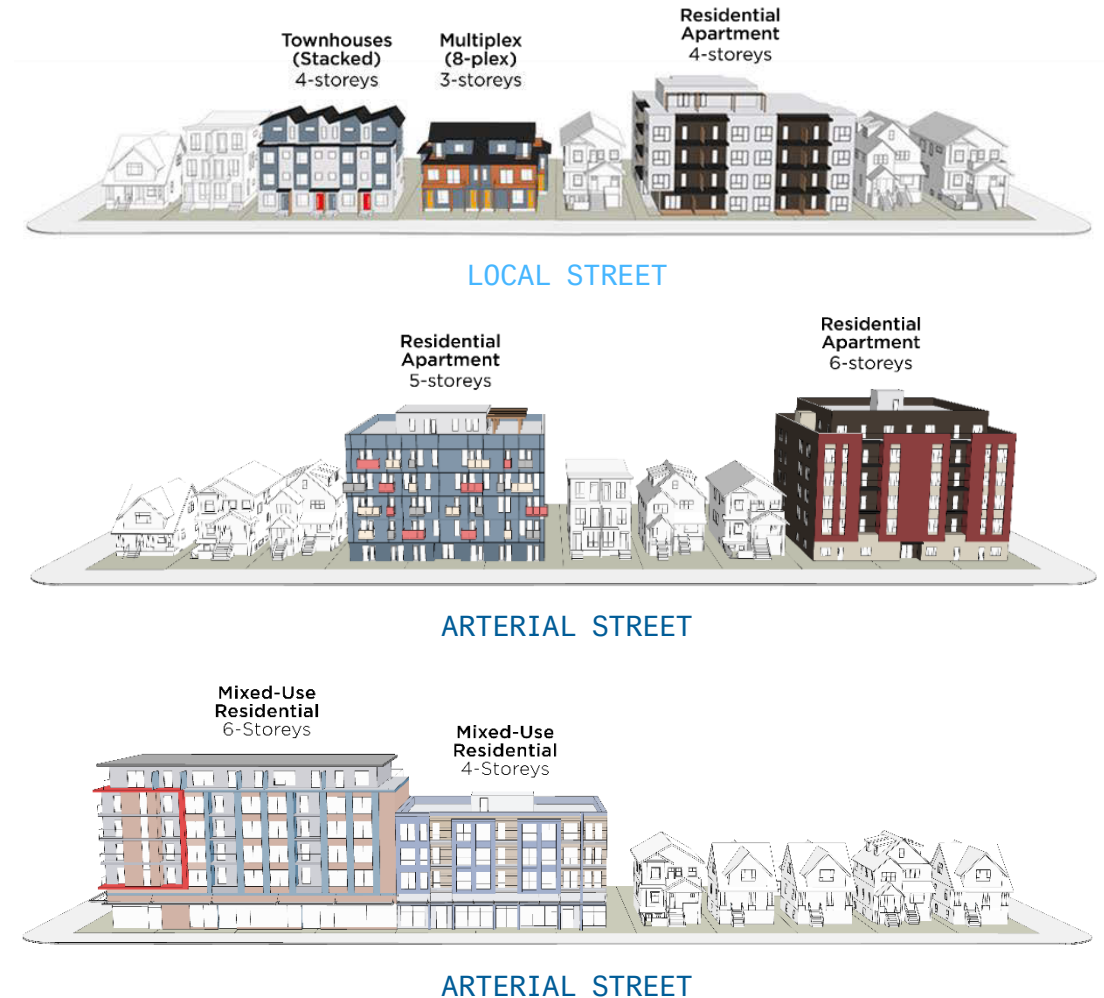 Townhouses
(Stacked)
4-storeys
Multiplex
(8-plex)
3-storeys
Residential
Apartment
4-storeys
LOCAL STREET
Residential
Apartment
5-storeys
Residential
Apartment
6-storeys
ARTERIAL STREET
Mixed-Use
Residential
6-Storeys
Mixed-Use
Residential
4-Storeys
ARTERIAL STREET